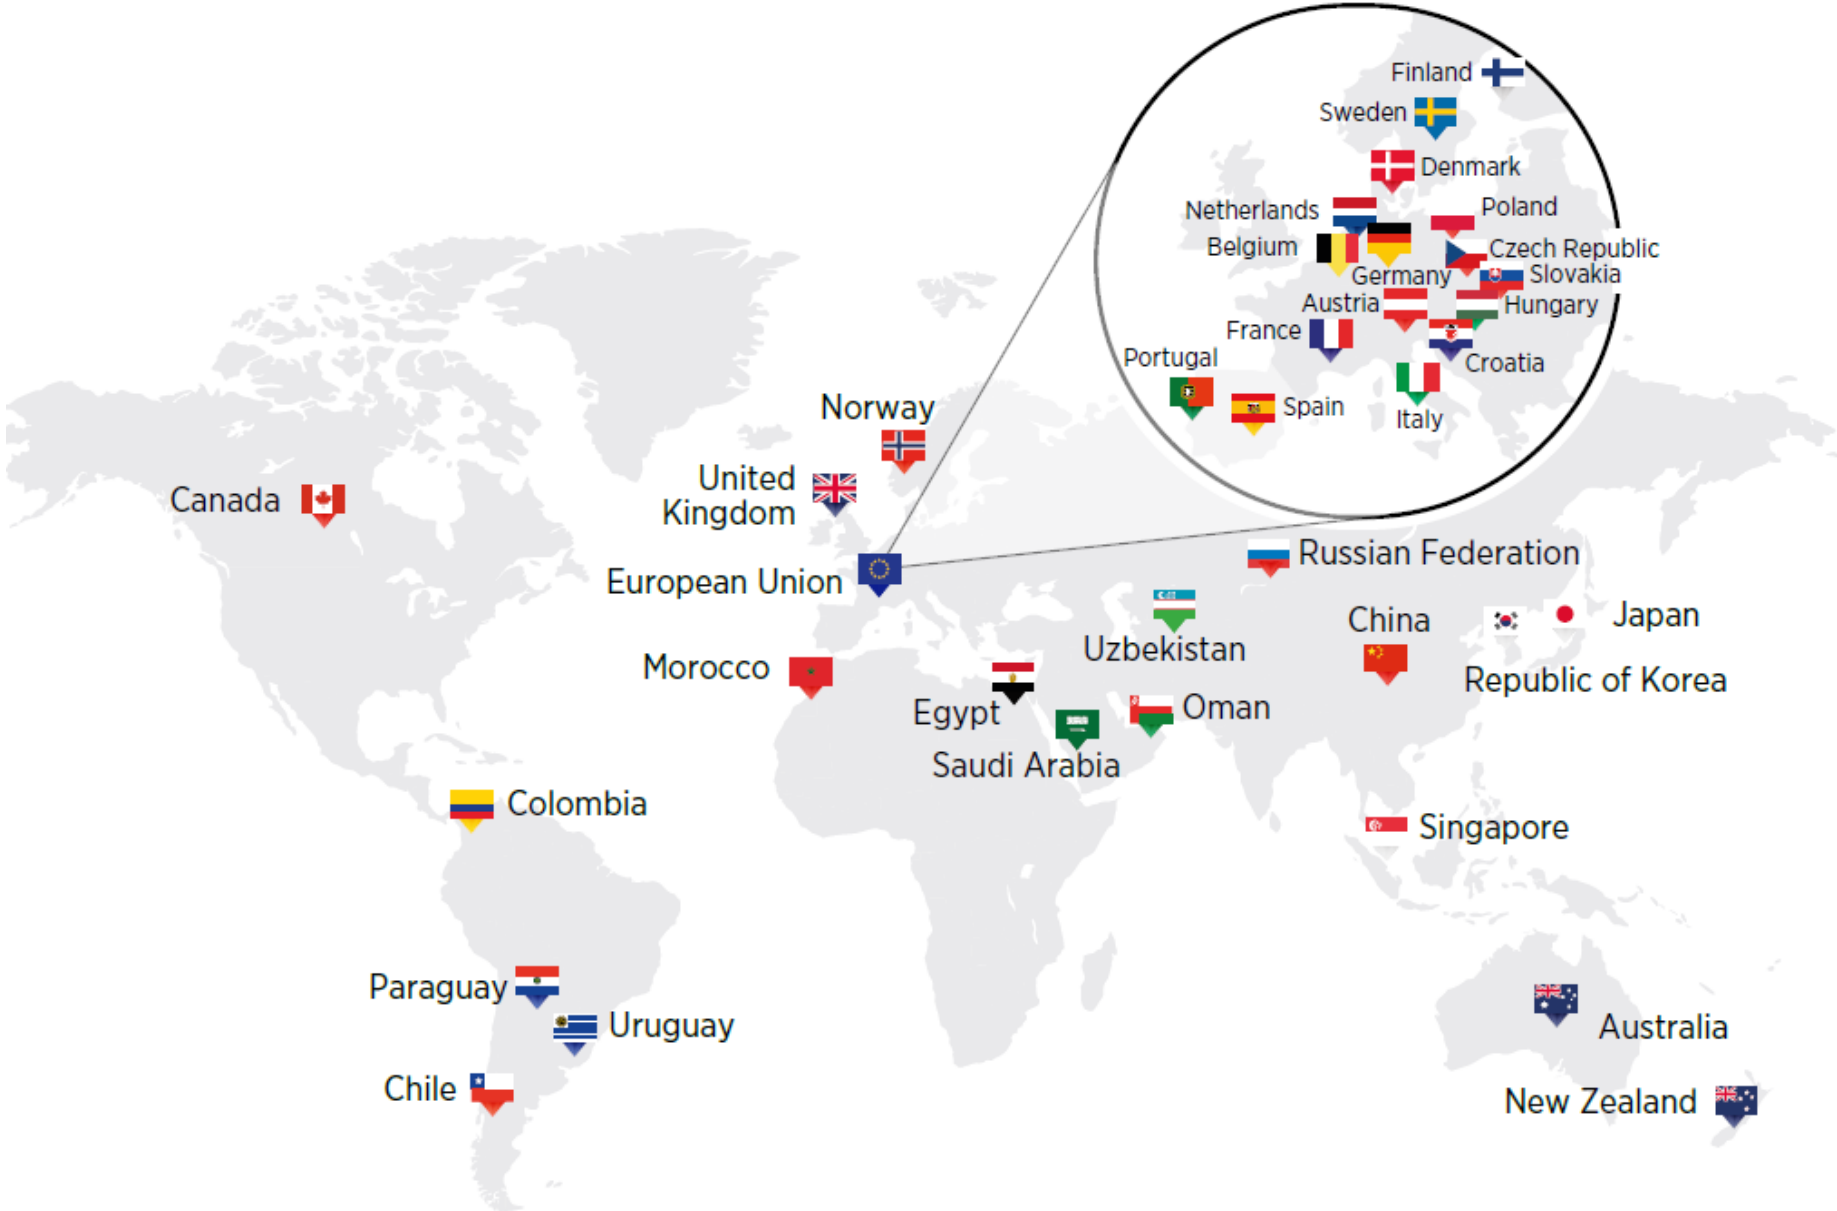 Finland
Sweden
Denmark
Netherlands
Poland
Belgium
Czech Republic
Germany
Slovakia
Austria
Hungary
France
Portugal
Croatia
Spain
Italy
Norway
United
Kingdom
Canada
European Union
Russian Federation
Uzbekistan
China
Japan
Republic of Korea
Morocco
Egypt
Oman
Saudi Arabia
Colombia
Singapore
Paraguay
Uruguay
Chile
Australia
New Zealand